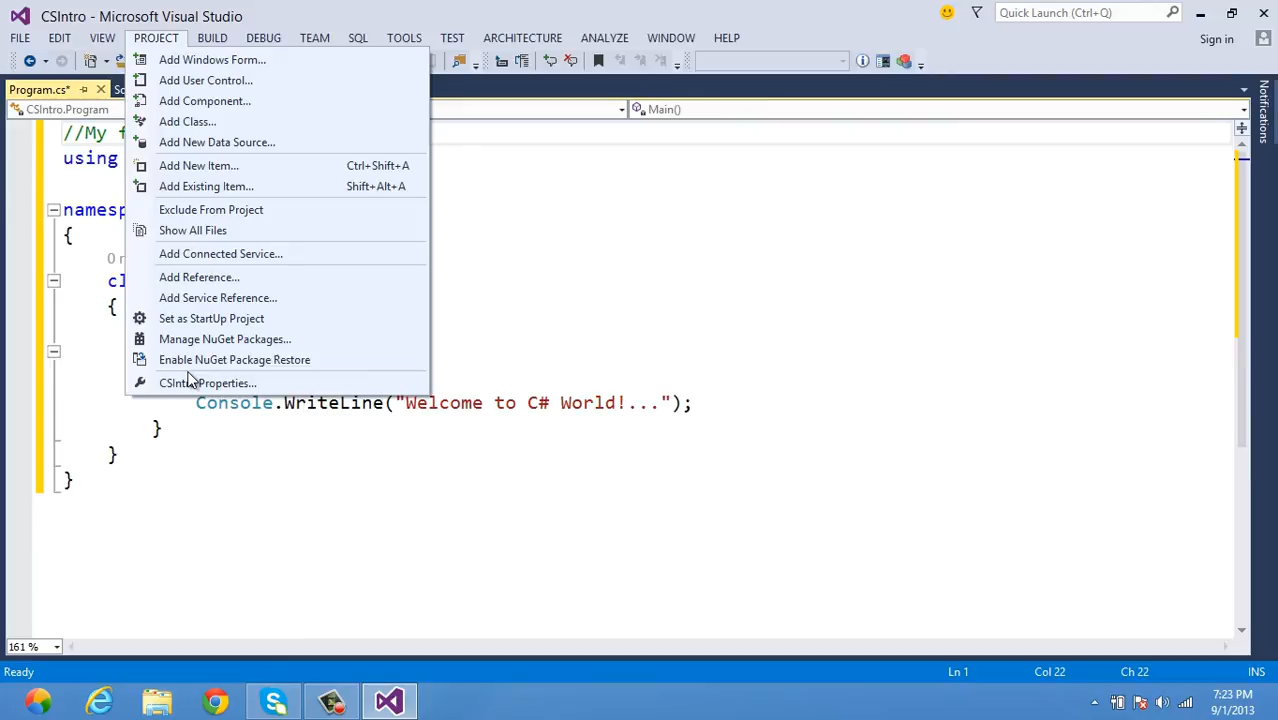 CSIntro - Microsoft Visual Studio
Quick Launch (Ctrl+Q)
FILE EDIT VIEW PROJECT BUILD DEBUG TEAM SQL TOOLS TEST ARCHITECTURE ANALYZE WINDOW HELP
Sign in
Add Windows Form...
Add User Control...
Add Component...
Add Class...
Add New Data Source...
Add New Item... Ctrl+Shift+A
Add Existing Item... Shift+Alt+A
Exclude From Project
Show All Files
Add Connected Service...
Add Reference...
Add Service Reference...
Set as StartUp Project
Manage NuGet Packages...
Enable NuGet Package Restore
Properties...
Program.cs*
CSIntro.Program
Main()
Notifications
//My
using
{
0
{
Console.WriteLine("Welcome to C# World!...");
}
}
}
161 %
Ready
Ln 1 Col 22 Ch 22 INS
7:23 PM
9/1/2013